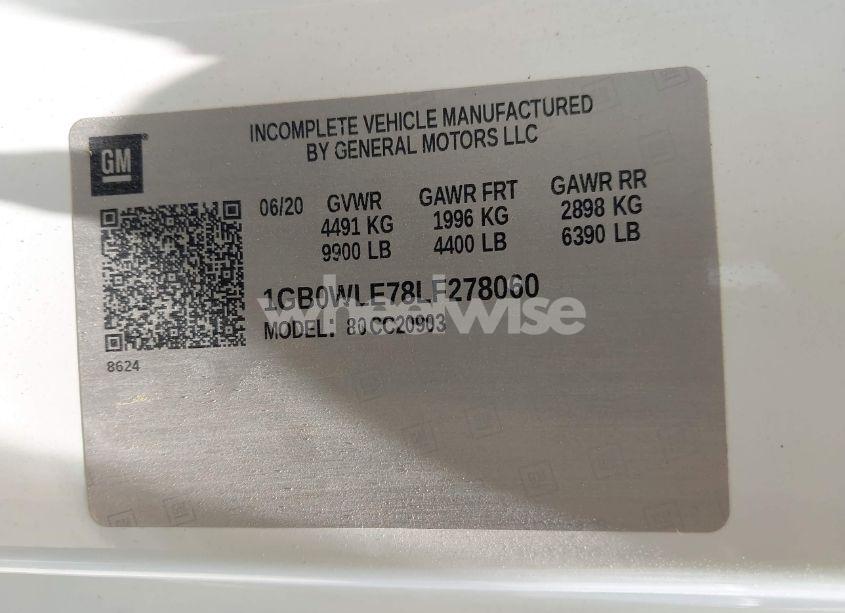 INCOMPLETE VEHICLE MANUFACTURED
BY GENERAL MOTORS LLC
GM
06/20 GVWR GAWR FRT GAWR RR
4491 KG 1996 KG 2898 KG
9900 LB 4400 LB 6390 LB
1GB0WLE78LF278060
wheelwise
MODEL: 80CC20903
8624